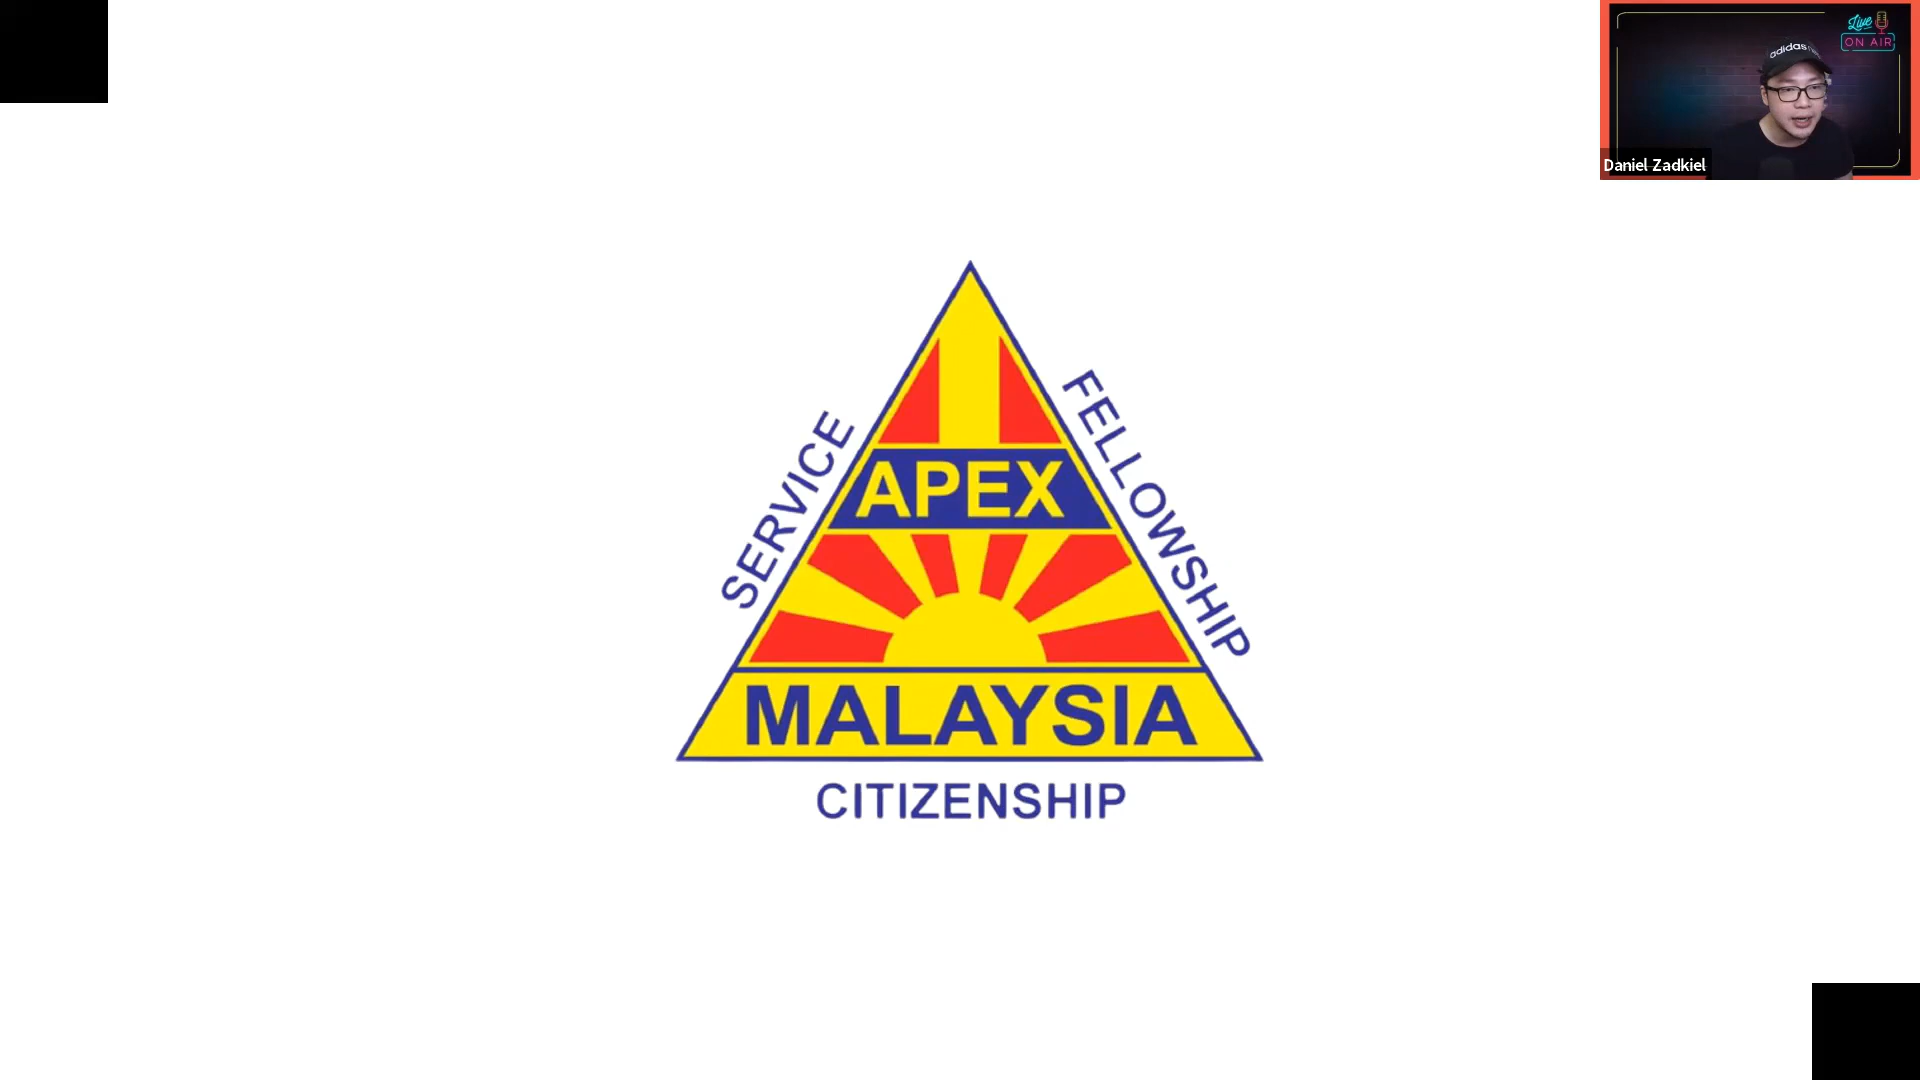 Live
ON AIR
adidas
Daniel Zadkiel
SERVICE
FELLOWSHIP
APEX
MALAYSIA
CITIZENSHIP